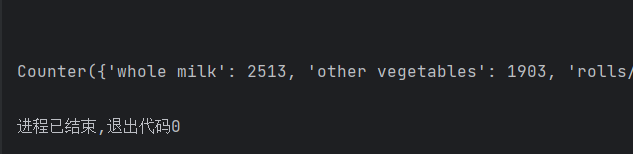 Counter({'whole milk': 2513, 'other vegetables': 1903, 'rolls/
进程已结束,退出代码0